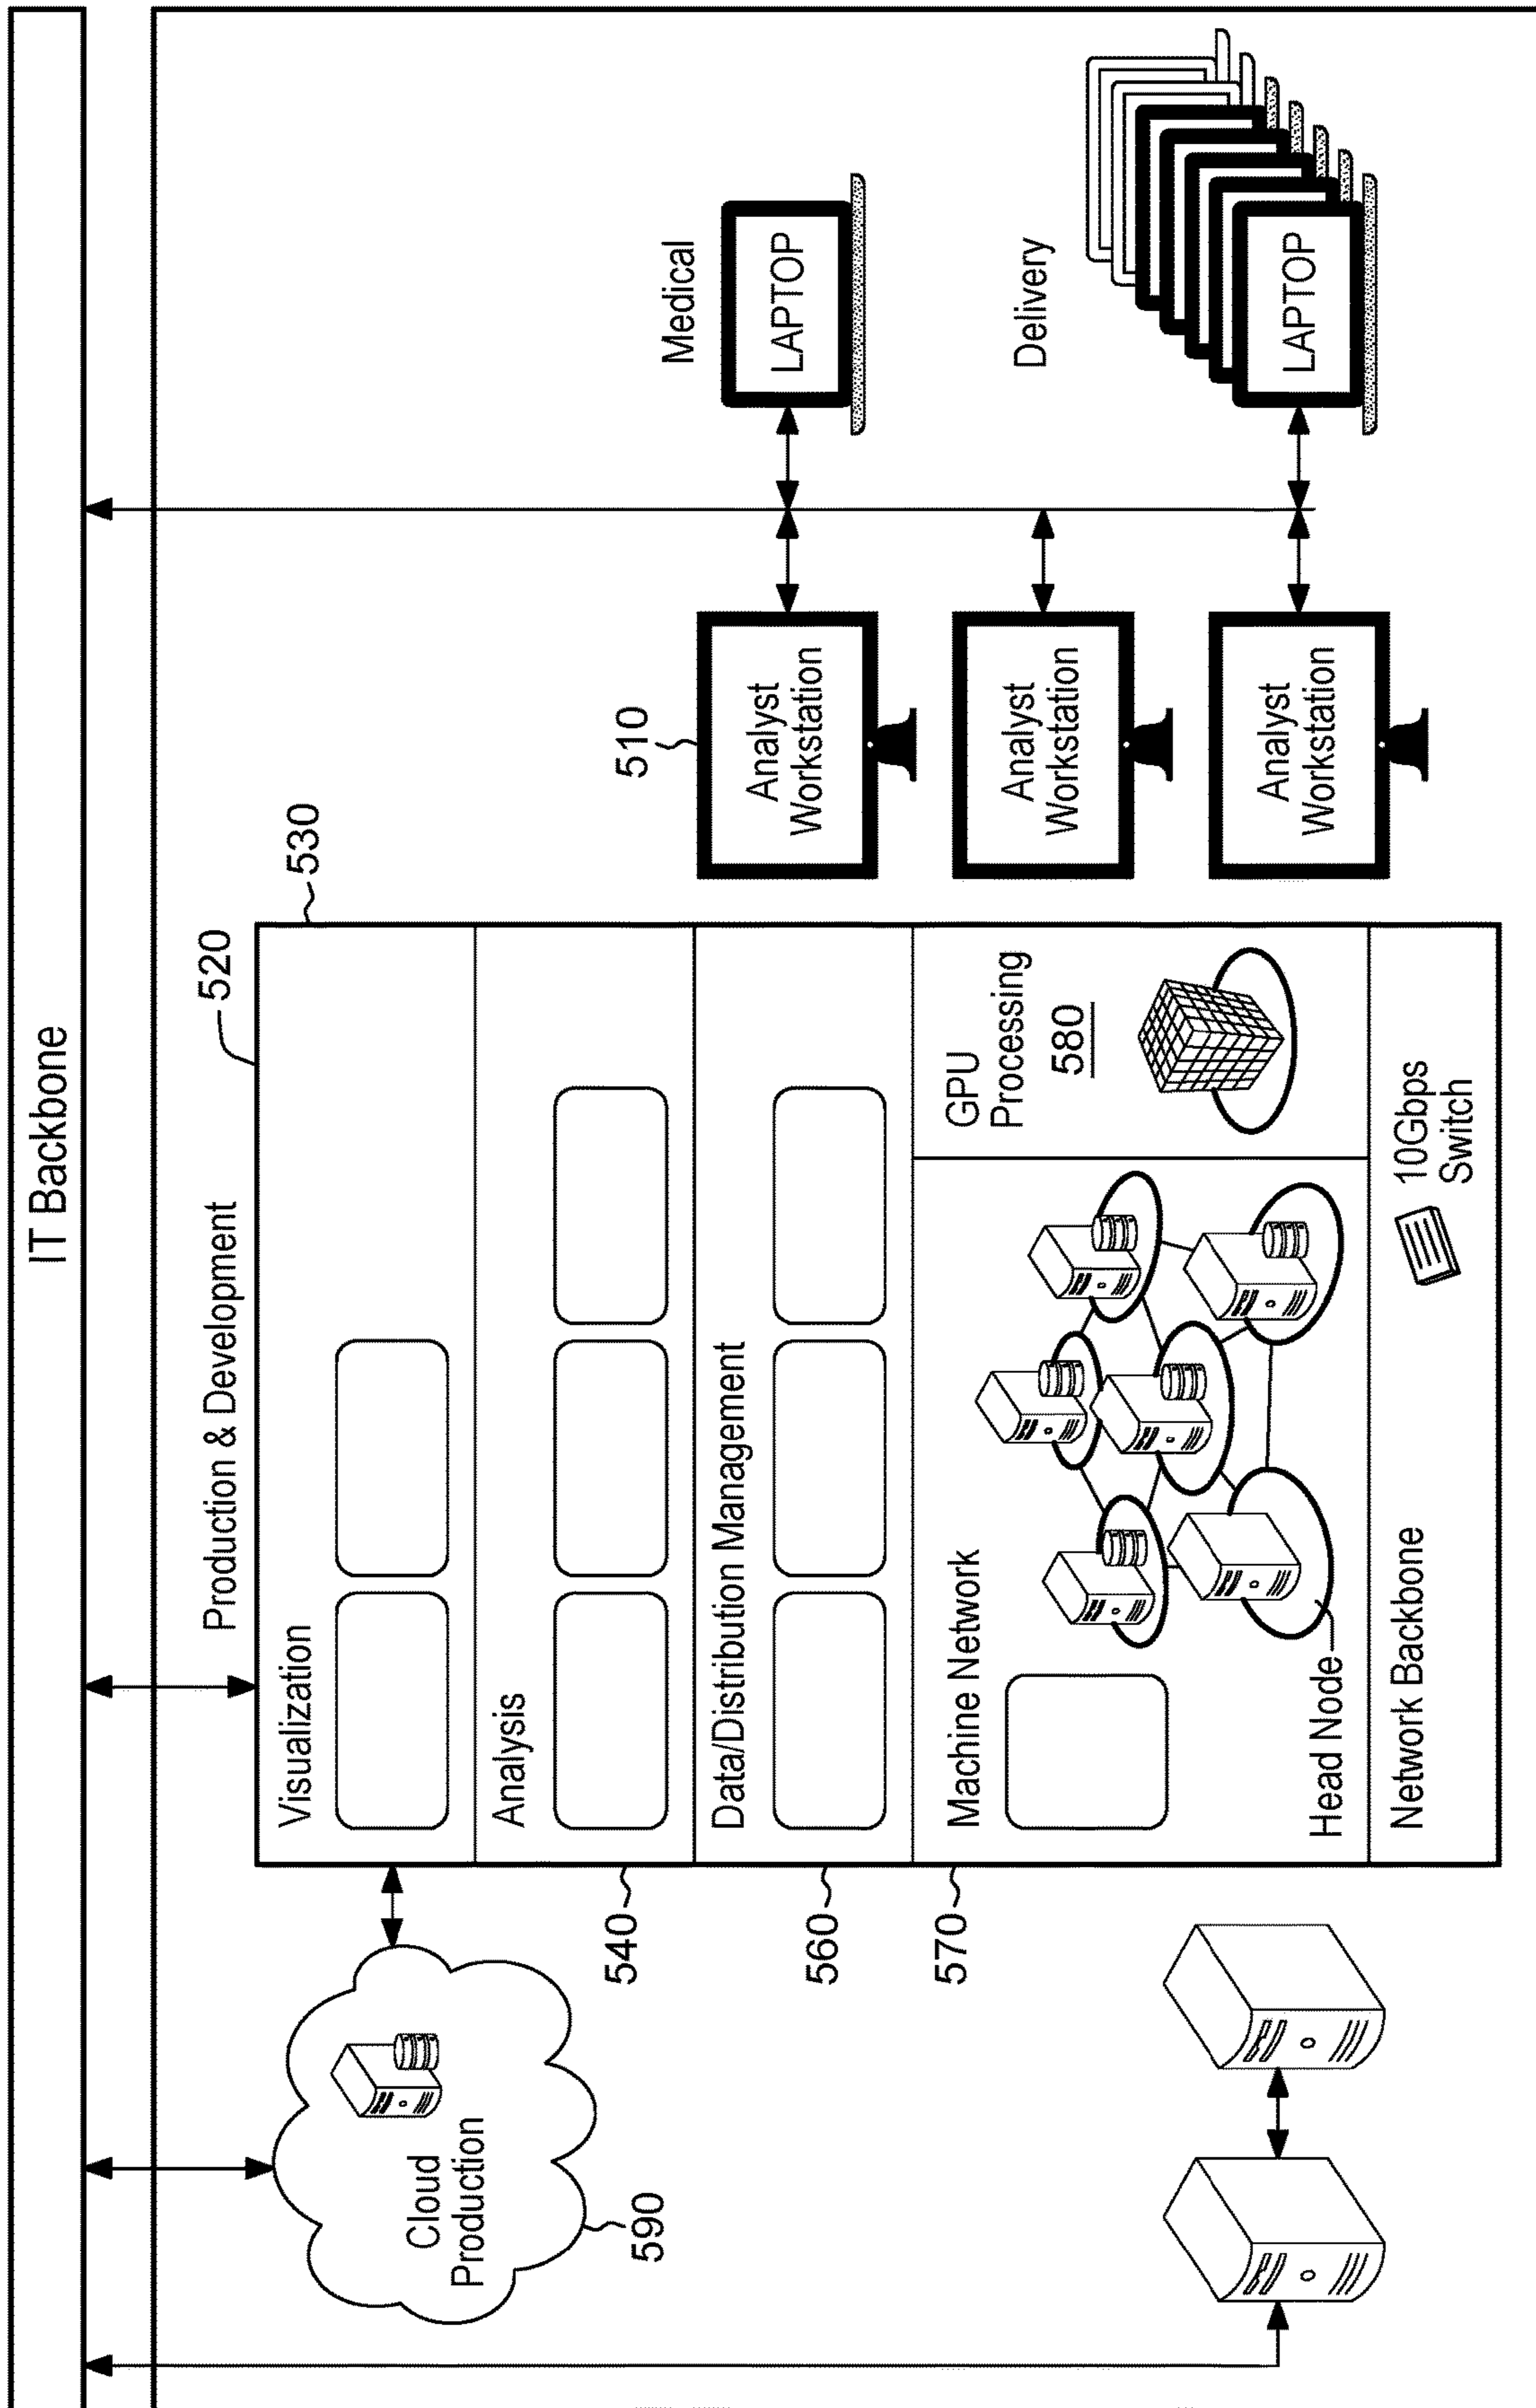 IT Backbone
Production & Development
520
530
Visualization
Analysis
540
Data/Distribution Management
560
Machine Network
570
Head Node
GPU
Processing
580
Network Backbone
10Gbps
Switch
Cloud
Production
590
510
Analyst
Workstation
Analyst
Workstation
Analyst
Workstation
Medical
LAPTOP
Delivery
LAPTOP